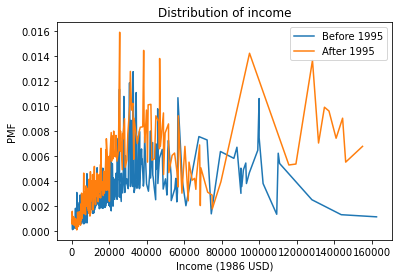 Distribution of income
Before 1995
After 1995
PMF
0.016
0.014
0.012
0.010
0.008
0.006
0.004
0.002
0.000
0 20000 40000 60000 80000 100000 120000 140000 160000
Income (1986 USD)